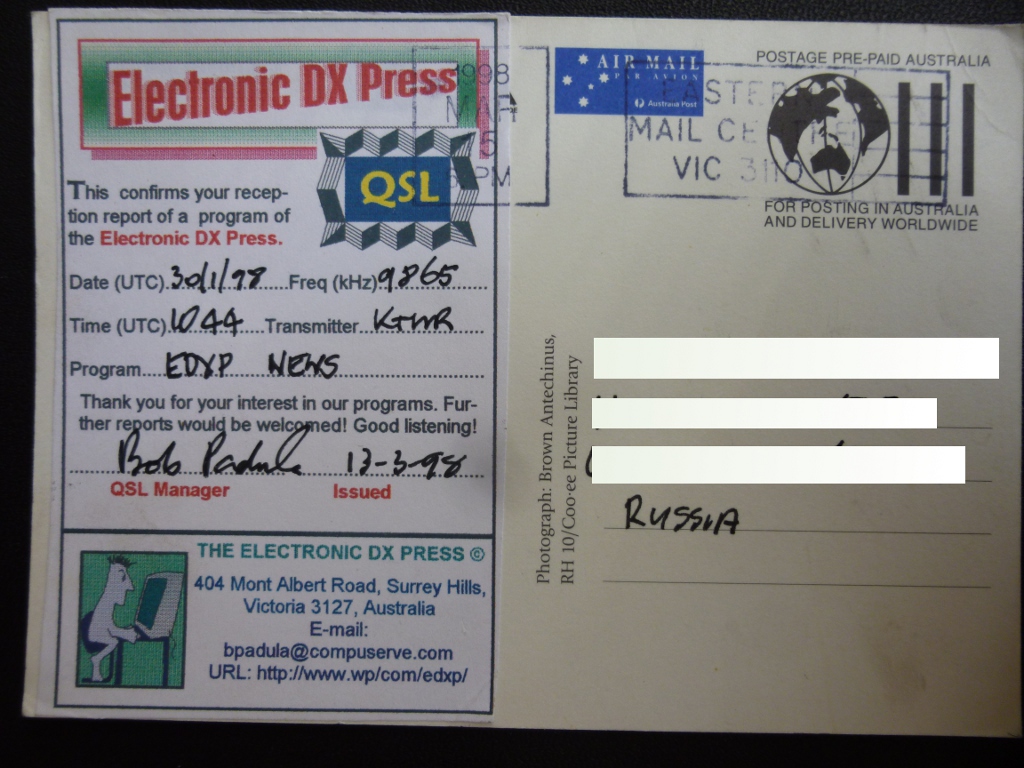 Electronic DX Press
QSL
This confirms your recep-
tion report of a program of
the Electronic DX Press.
Date (UTC) 30/1/98 Freq (kHz) 9865
Time (UTC) 1044 Transmitter KTWR
Program EDXP NEWS
Thank you for your interest in our programs. Fur-
ther reports would be welcomed! Good listening!
Bob Padula 13-3-98
QSL Manager Issued
THE ELECTRONIC DX PRESS ©
404 Mont Albert Road, Surrey Hills,
Victoria 3127, Australia
E-mail:
bpadula@compuserve.com
URL: http://www.wp/com/edxp/
1998
MAR
5
6 PM
AIR MAIL
PAR AVION
Australia Post
EASTERN
MAIL CENTRE
VIC 3110
POSTAGE PRE-PAID AUSTRALIA
FOR POSTING IN AUSTRALIA
AND DELIVERY WORLDWIDE
Photograph: Brown Antechinus,
RH 10/Coo·ee Picture Library
RUSSIA